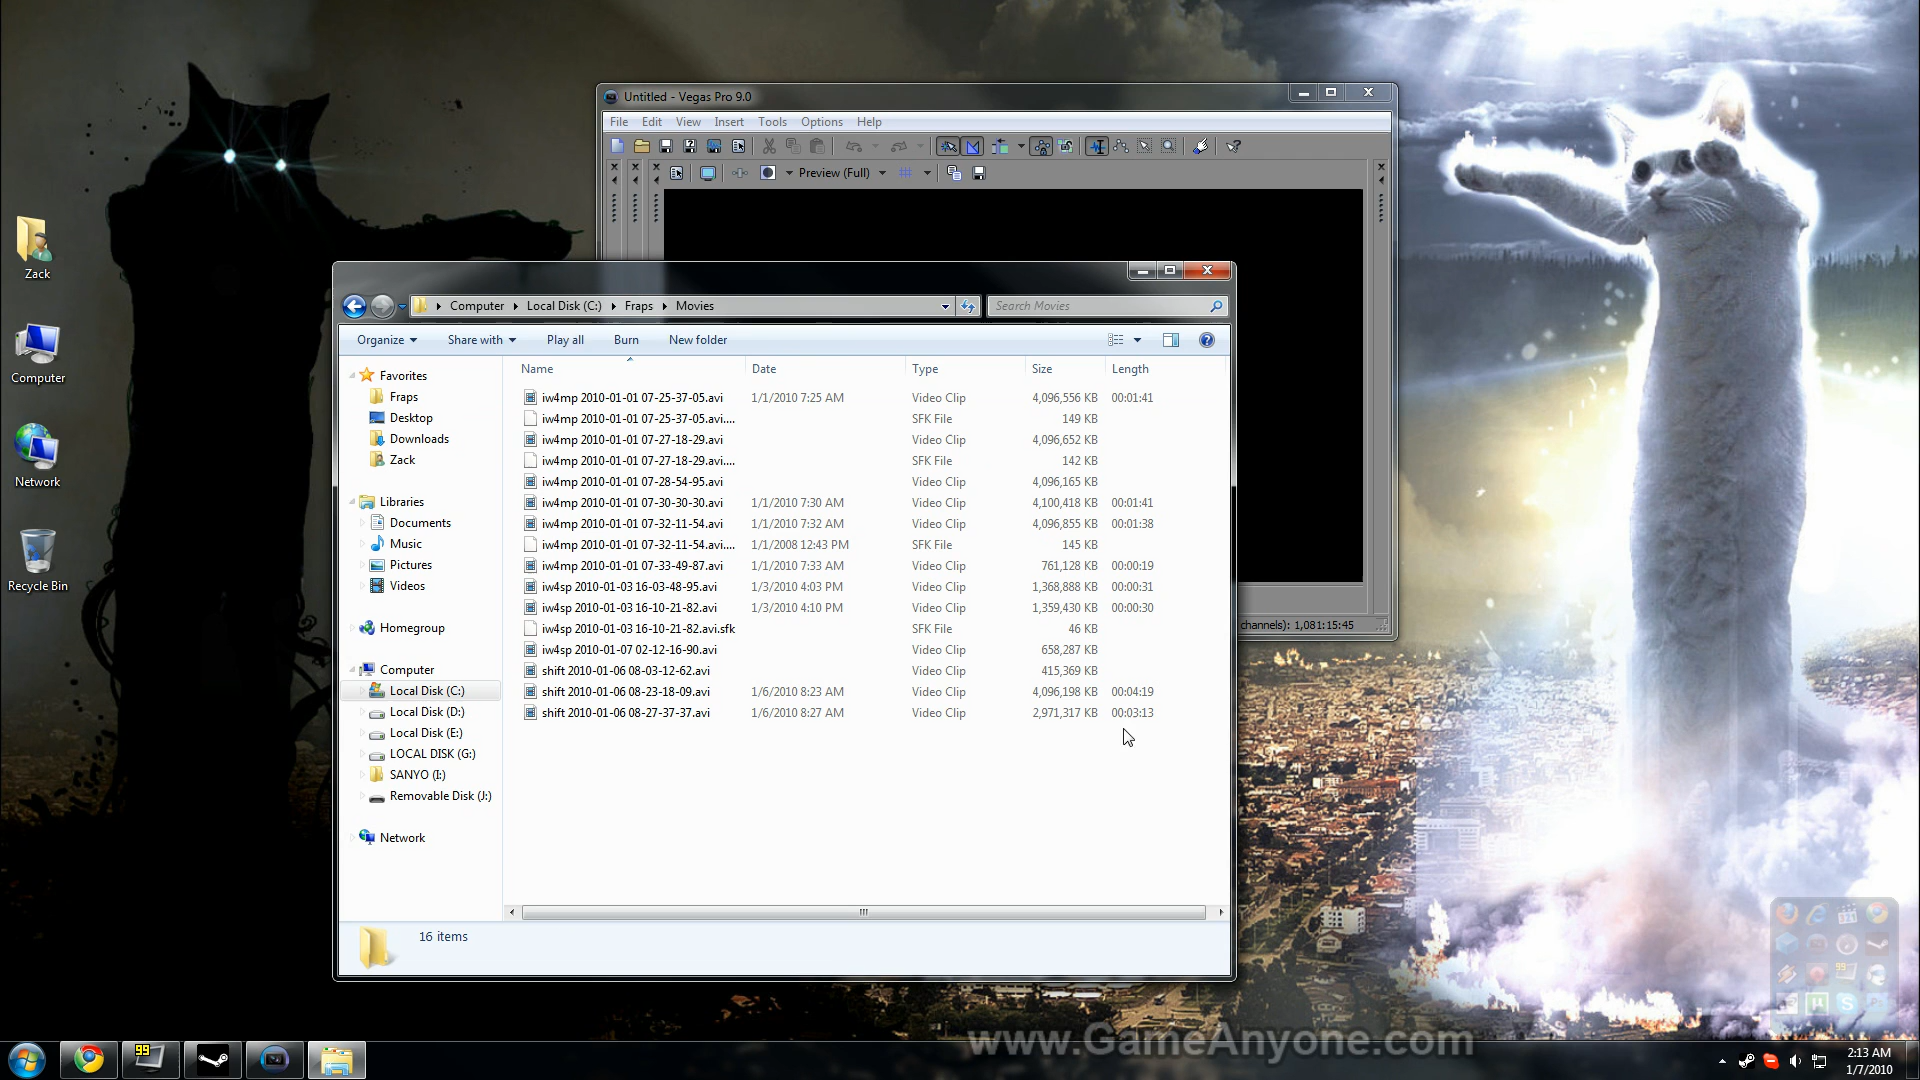 Zack
Computer
Network
Recycle Bin
Untitled - Vegas Pro 9.0
File Edit View Insert Tools Options Help
Preview (Full)
channels): 1,081:15:45
Computer Local Disk (C:) Fraps Movies
Search Movies
Organize Share with Play all Burn New folder
Favorites
Fraps
Desktop
Downloads
Zack
Libraries
Documents
Music
Pictures
Videos
Homegroup
Computer
Local Disk (C:)
Local Disk (D:)
Local Disk (E:)
LOCAL DISK (G:)
SANYO (I:)
Removable Disk (J:)
Network
Name Date Type Size Length
iw4mp 2010-01-01 07-25-37-05.avi 1/1/2010 7:25 AM Video Clip 4,096,556 KB 00:01:41
iw4mp 2010-01-01 07-25-37-05.avi.... SFK File 149 KB
iw4mp 2010-01-01 07-27-18-29.avi Video Clip 4,096,652 KB
iw4mp 2010-01-01 07-27-18-29.avi.... SFK File 142 KB
iw4mp 2010-01-01 07-28-54-95.avi Video Clip 4,096,165 KB
iw4mp 2010-01-01 07-30-30-30.avi 1/1/2010 7:30 AM Video Clip 4,100,418 KB 00:01:41
iw4mp 2010-01-01 07-32-11-54.avi 1/1/2010 7:32 AM Video Clip 4,096,855 KB 00:01:38
iw4mp 2010-01-01 07-32-11-54.avi.... 1/1/2008 12:43 PM SFK File 145 KB
iw4mp 2010-01-01 07-33-49-87.avi 1/1/2010 7:33 AM Video Clip 761,128 KB 00:00:19
iw4sp 2010-01-03 16-03-48-95.avi 1/3/2010 4:03 PM Video Clip 1,368,888 KB 00:00:31
iw4sp 2010-01-03 16-10-21-82.avi 1/3/2010 4:10 PM Video Clip 1,359,430 KB 00:00:30
iw4sp 2010-01-03 16-10-21-82.avi.sfk SFK File 46 KB
iw4sp 2010-01-07 02-12-16-90.avi Video Clip 658,287 KB
shift 2010-01-06 08-03-12-62.avi Video Clip 415,369 KB
shift 2010-01-06 08-23-18-09.avi 1/6/2010 8:23 AM Video Clip 4,096,198 KB 00:04:19
shift 2010-01-06 08-27-37-37.avi 1/6/2010 8:27 AM Video Clip 2,971,317 KB 00:03:13
16 items
www.GameAnyone.com
99
99
2:13 AM
1/7/2010